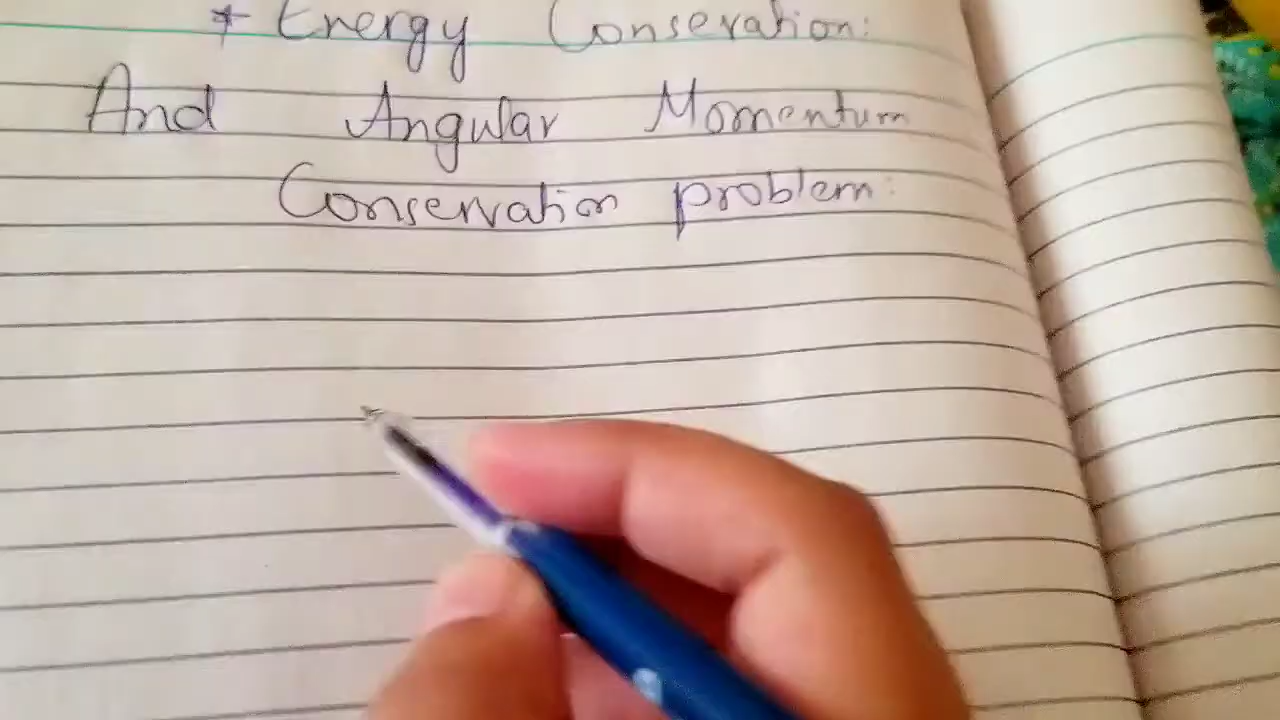 * Energy Conservation:
And Angular Momentum
Conservation problem: